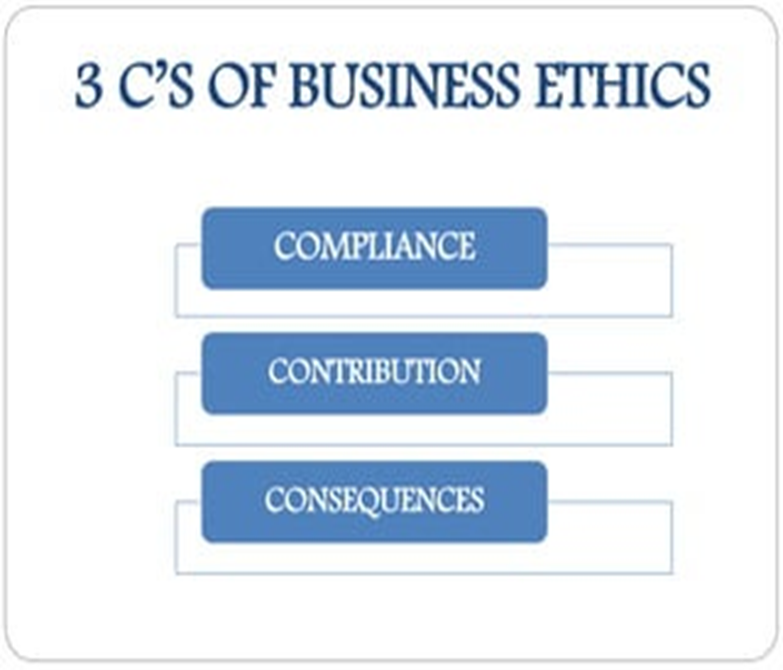 3 C’S OF BUSINESS ETHICS
COMPLIANCE
CONTRIBUTION
CONSEQUENCES